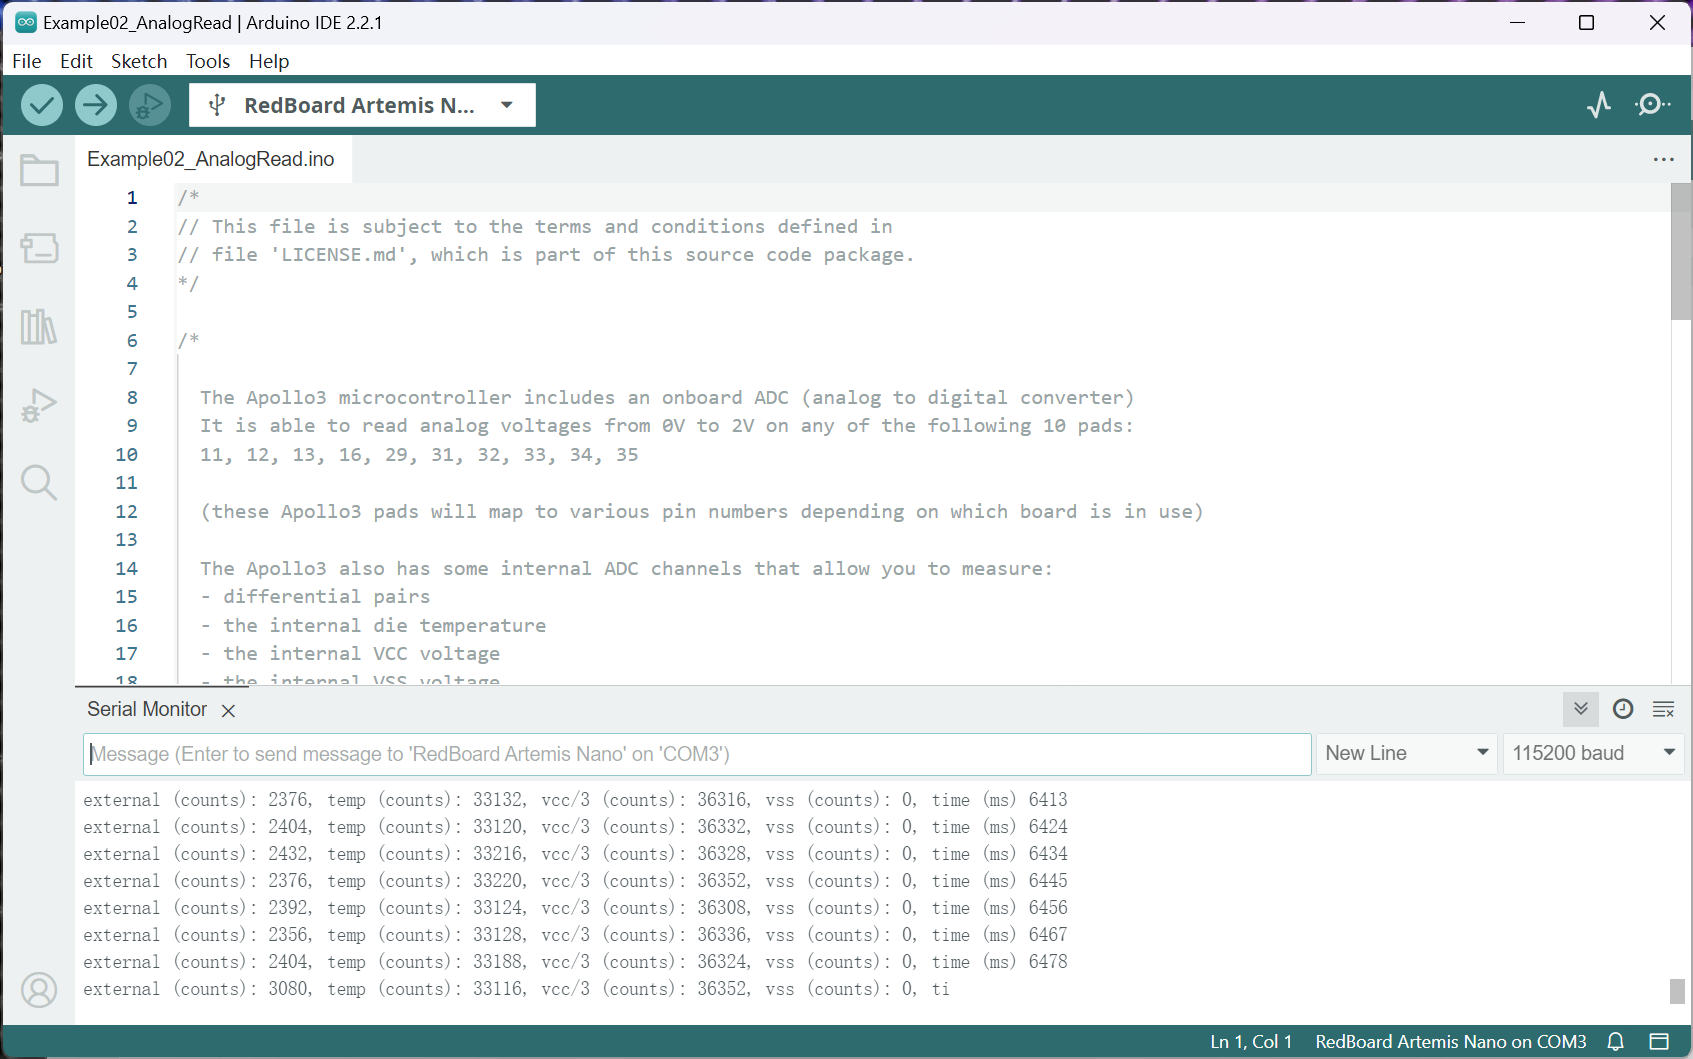 Example02_AnalogRead | Arduino IDE 2.2.1
File Edit Sketch Tools Help
RedBoard Artemis N...
Example02_AnalogRead.ino
1 /*
2 // This file is subject to the terms and conditions defined in
3 // file 'LICENSE.md', which is part of this source code package.
4 */
5
6 /*
7
8 The Apollo3 microcontroller includes an onboard ADC (analog to digital converter)
9 It is able to read analog voltages from 0V to 2V on any of the following 10 pads:
10 11, 12, 13, 16, 29, 31, 32, 33, 34, 35
11
12 (these Apollo3 pads will map to various pin numbers depending on which board is in use)
13
14 The Apollo3 also has some internal ADC channels that allow you to measure:
15 - differential pairs
16 - the internal die temperature
17 - the internal VCC voltage
18 - the internal VSS voltage
Serial Monitor
Message (Enter to send message to 'RedBoard Artemis Nano' on 'COM3') New Line 115200 baud
external (counts): 2376, temp (counts): 33132, vcc/3 (counts): 36316, vss (counts): 0, time (ms) 6413
external (counts): 2404, temp (counts): 33120, vcc/3 (counts): 36332, vss (counts): 0, time (ms) 6424
external (counts): 2432, temp (counts): 33216, vcc/3 (counts): 36328, vss (counts): 0, time (ms) 6434
external (counts): 2376, temp (counts): 33220, vcc/3 (counts): 36352, vss (counts): 0, time (ms) 6445
external (counts): 2392, temp (counts): 33124, vcc/3 (counts): 36308, vss (counts): 0, time (ms) 6456
external (counts): 2356, temp (counts): 33128, vcc/3 (counts): 36336, vss (counts): 0, time (ms) 6467
external (counts): 2404, temp (counts): 33188, vcc/3 (counts): 36324, vss (counts): 0, time (ms) 6478
external (counts): 3080, temp (counts): 33116, vcc/3 (counts): 36352, vss (counts): 0, ti
Ln 1, Col 1 RedBoard Artemis Nano on COM3